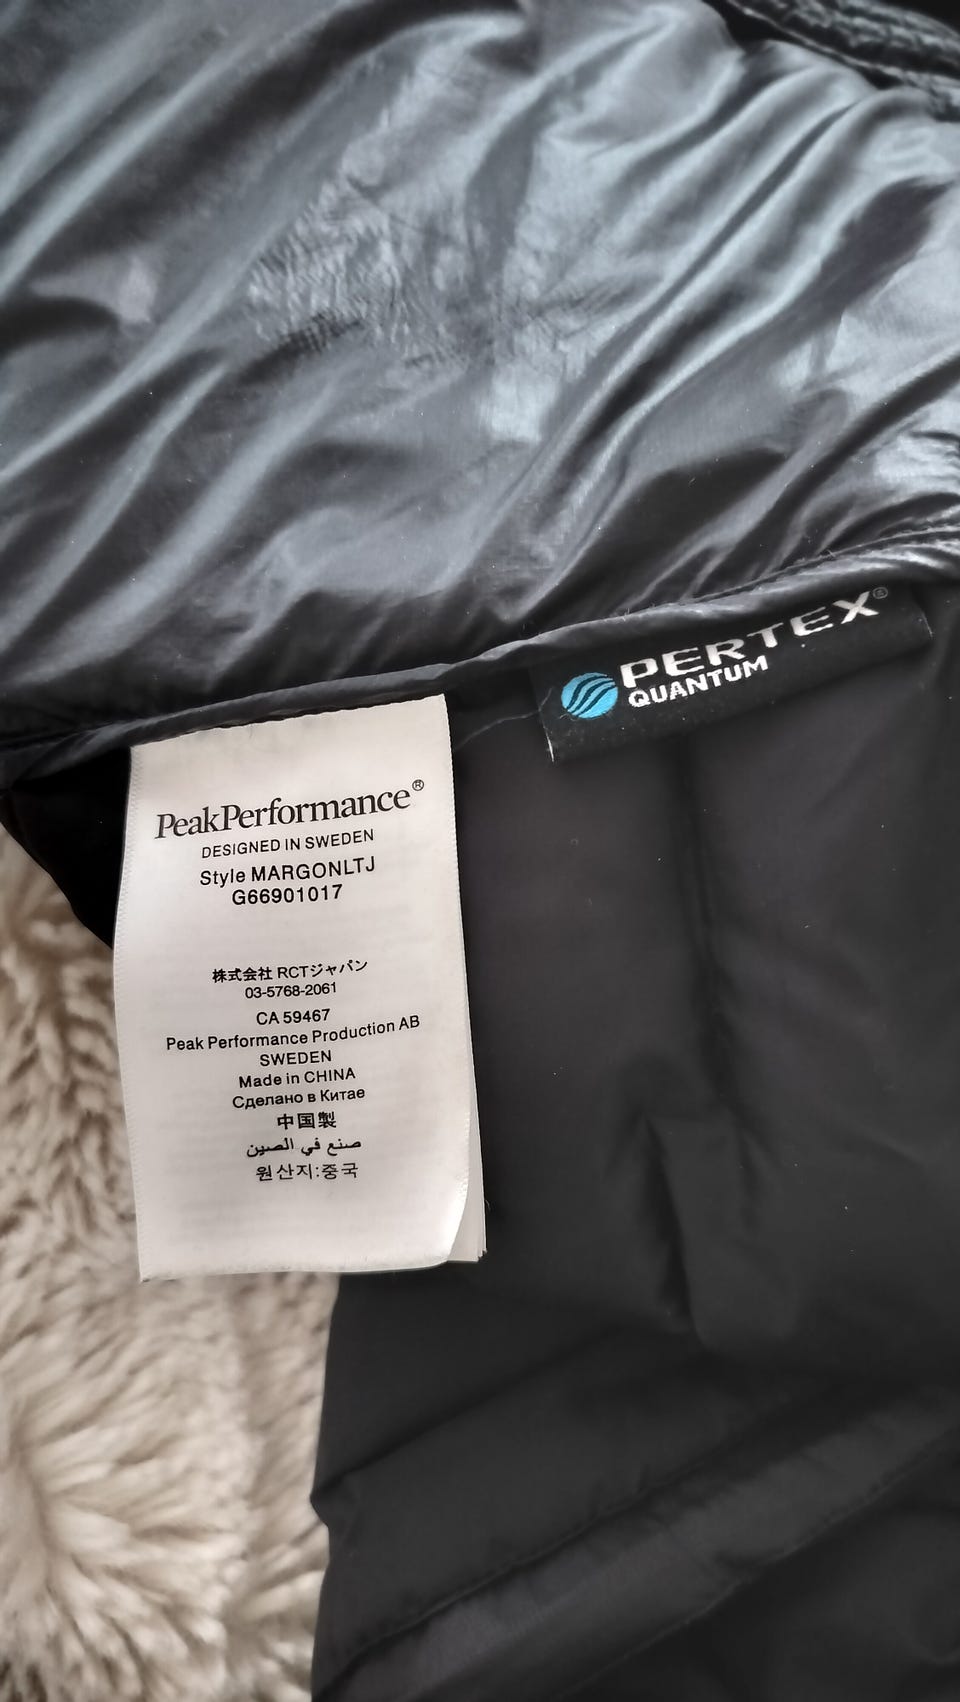 PERTEX®
QUANTUM
PeakPerformance®
DESIGNED IN SWEDEN
Style MARGONLTJ
G66901017
株式会社 RCTジャパン
03-5768-2061
CA 59467
Peak Performance Production AB
SWEDEN
Made in CHINA
Сделано в Китае
中国製
صنع في الصين
원산지:중국